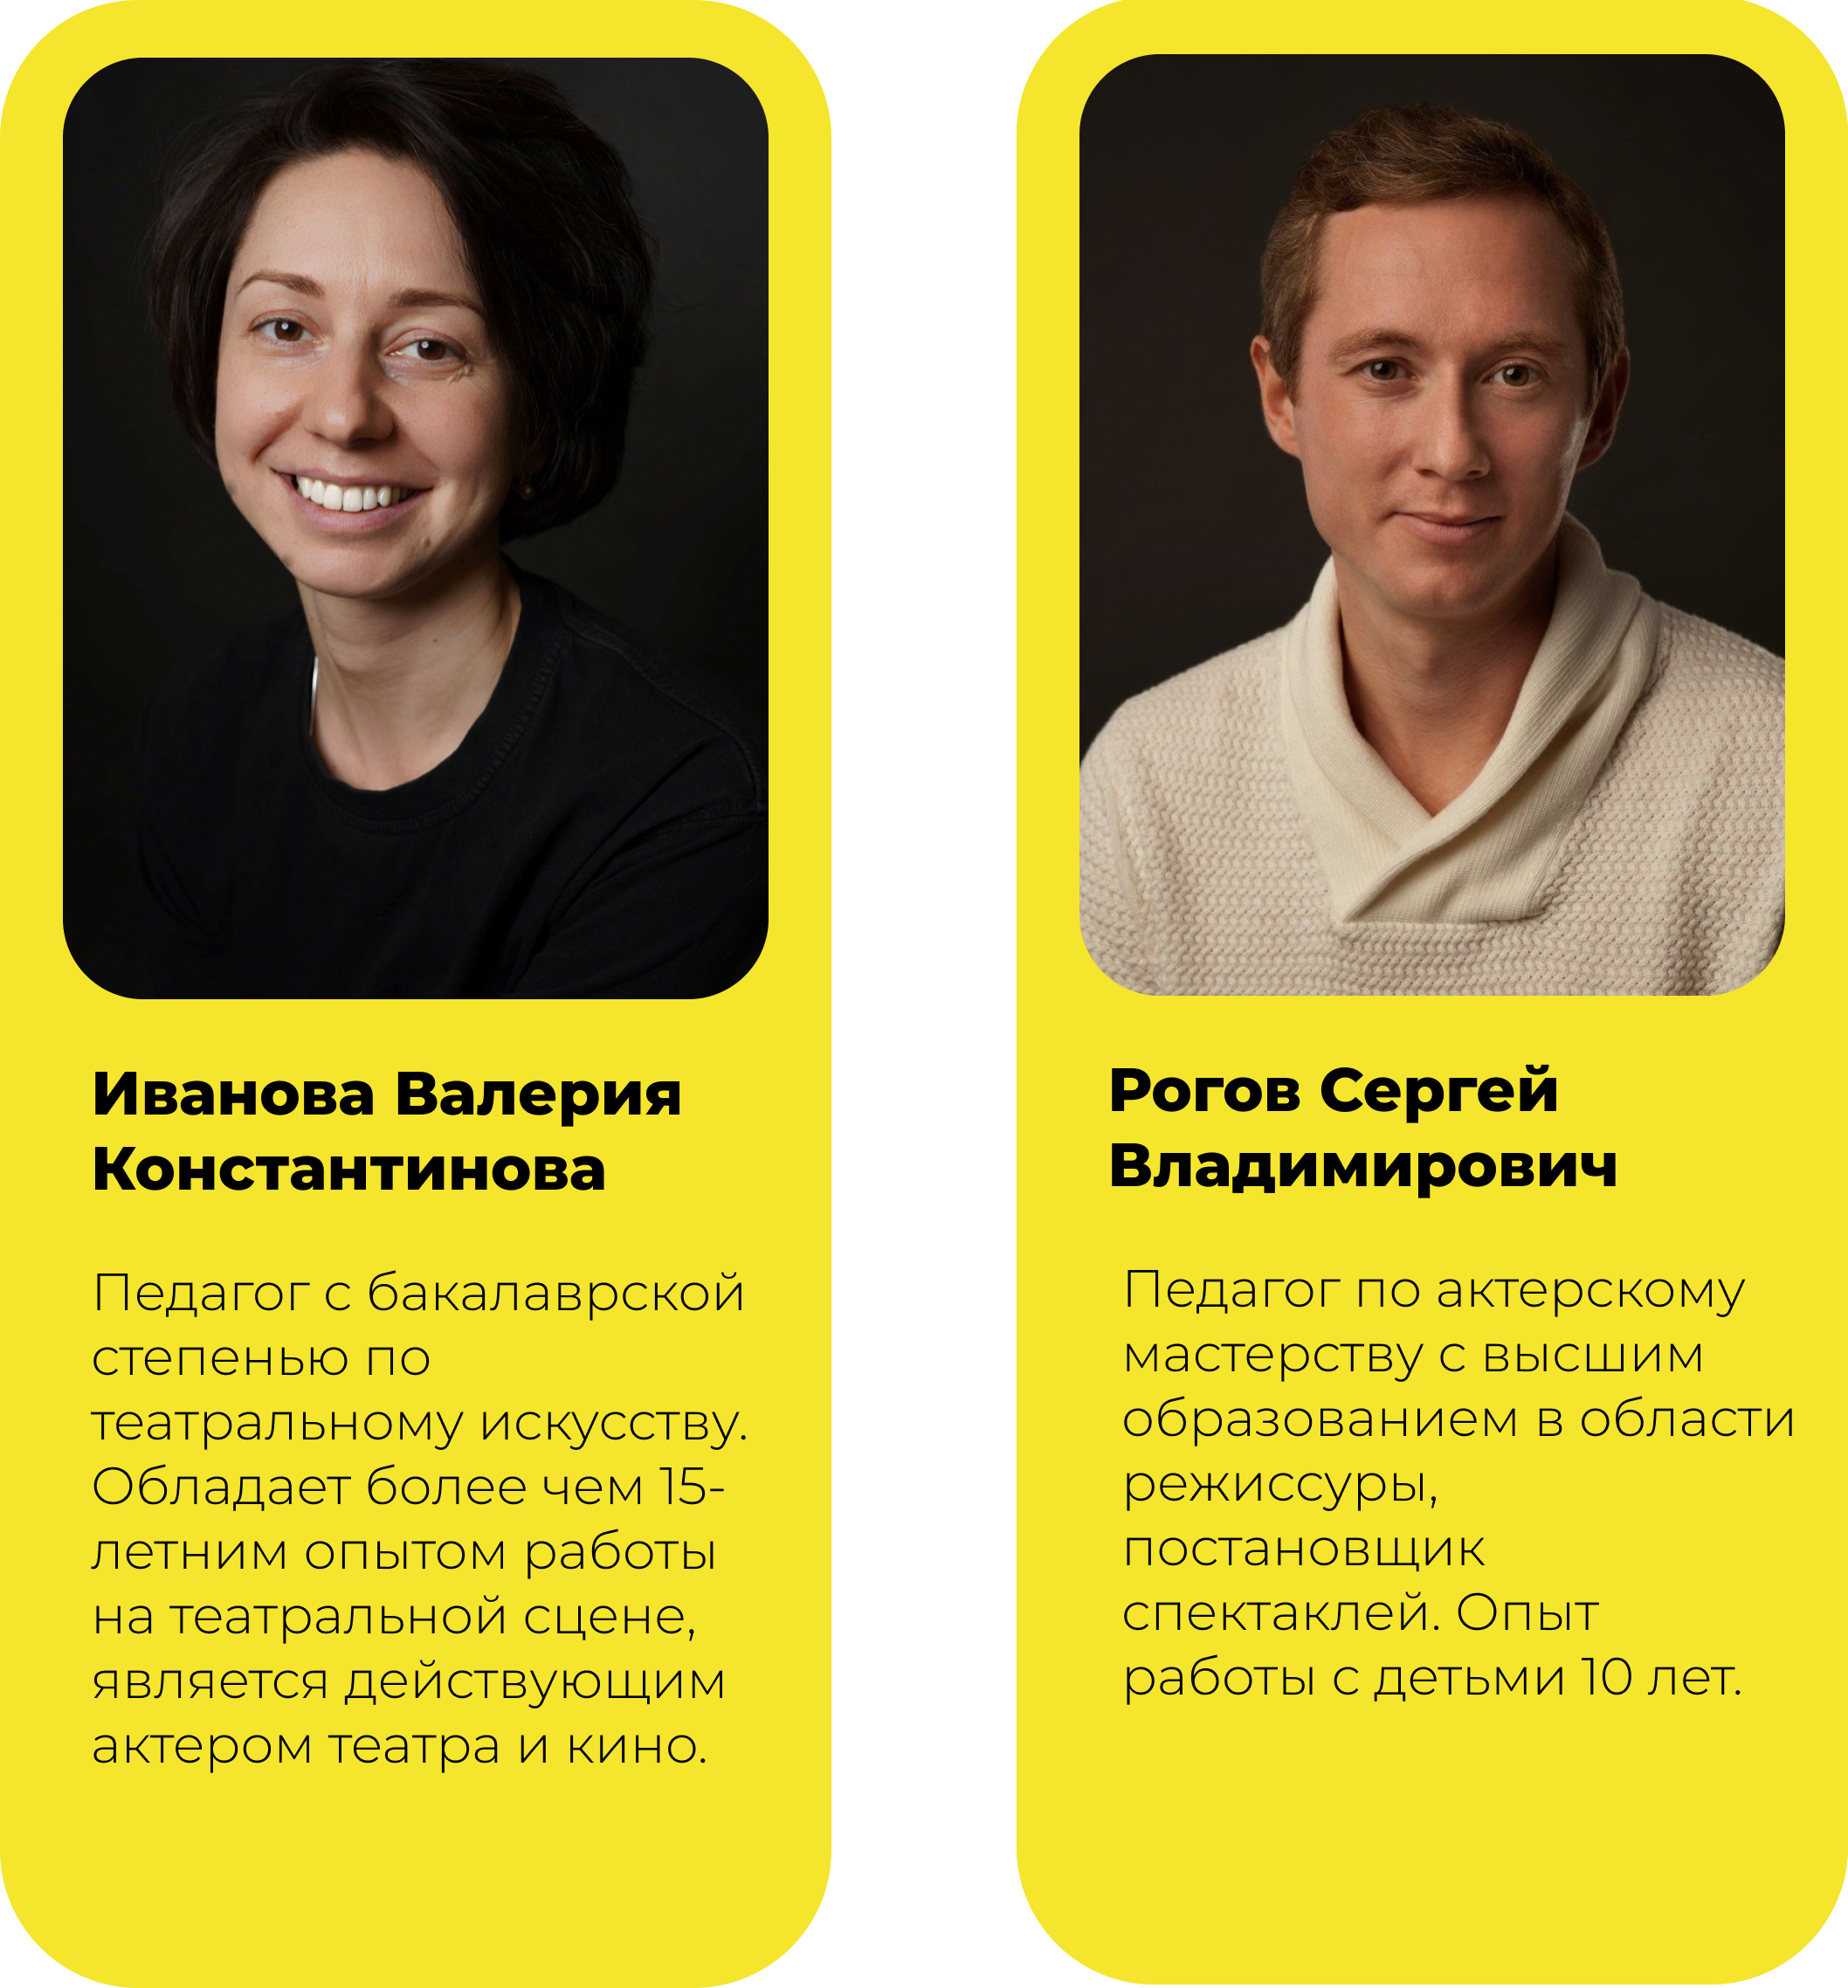 Иванова Валерия
Константинова
Педагог с бакалаврской
степенью по
театральному искусству.
Обладает более чем 15-
летним опытом работы
на театральной сцене,
является действующим
актером театра и кино.
Рогов Сергей
Владимирович
Педагог по актерскому
мастерству с высшим
образованием в области
режиссуры,
постановщик
спектаклей. Опыт
работы с детьми 10 лет.